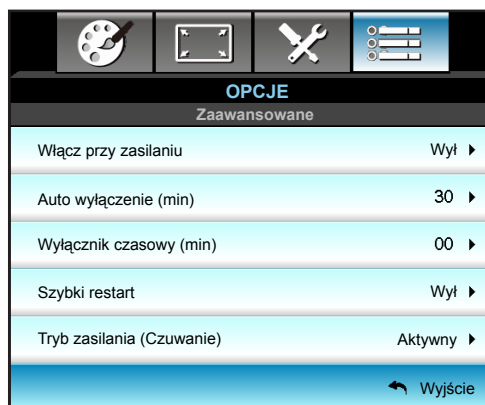 OPCJE
Zaawansowane
Włącz przy zasilaniu Wył
Auto wyłączenie (min) 30
Wyłącznik czasowy (min) 00
Szybki restart Wył
Tryb zasilania (Czuwanie) Aktywny
Wyjście